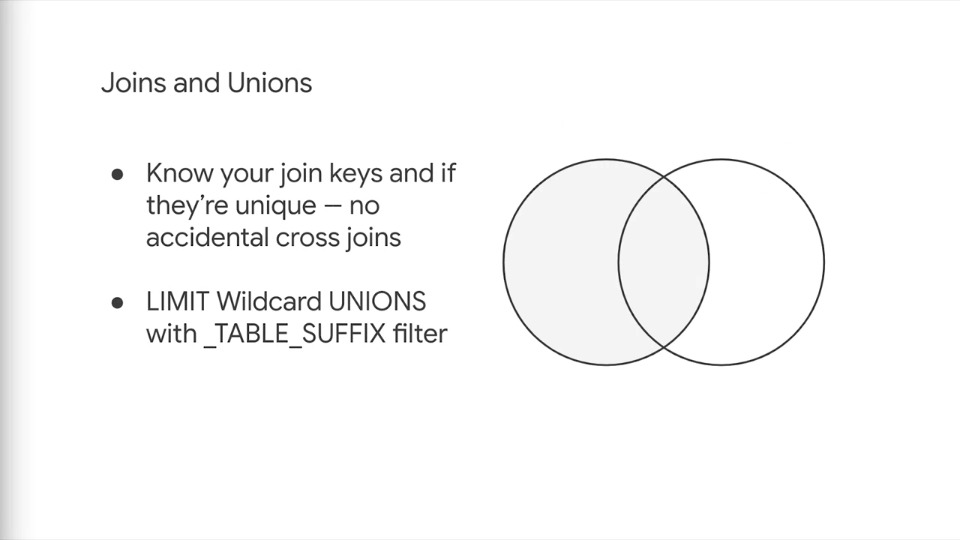 Joins and Unions
● Know your join keys and if
they’re unique – no
accidental cross joins
● LIMIT Wildcard UNIONS
with _TABLE_SUFFIX filter